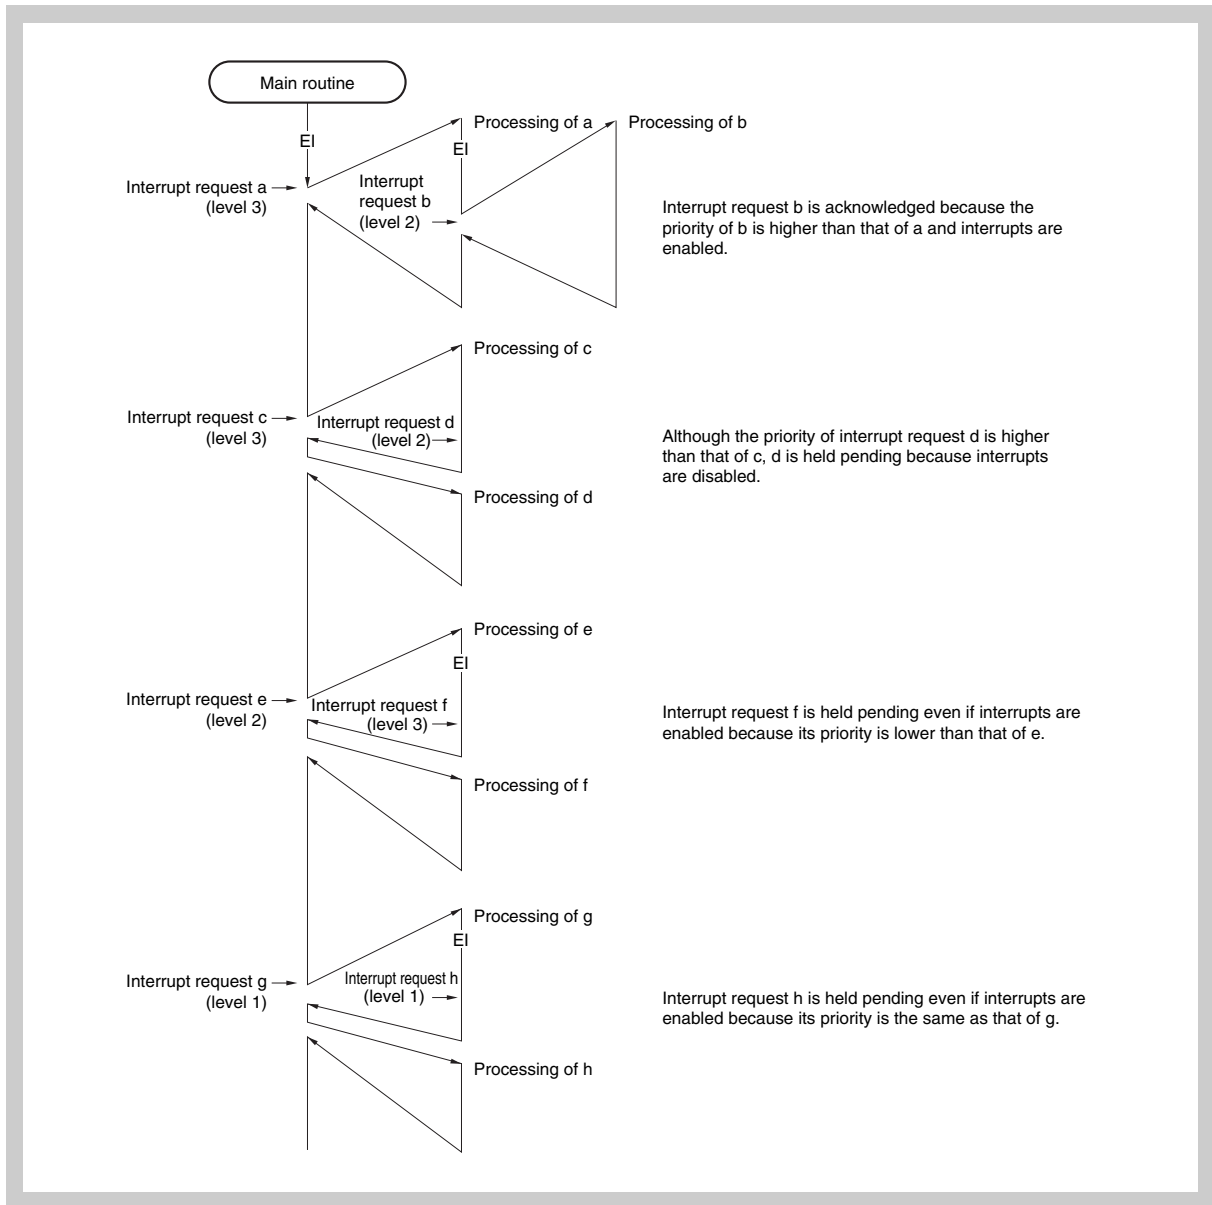 Main routine
EI
Processing of a
Processing of b
EI
Interrupt request a
(level 3)
Interrupt
request b
(level 2)
Interrupt request b is acknowledged because the
priority of b is higher than that of a and interrupts are
enabled.
Processing of c
Interrupt request c
(level 3)
Interrupt request d
(level 2)
Although the priority of interrupt request d is higher
than that of c, d is held pending because interrupts
are disabled.
Processing of d
Processing of e
EI
Interrupt request e
(level 2)
Interrupt request f
(level 3)
Interrupt request f is held pending even if interrupts are
enabled because its priority is lower than that of e.
Processing of f
Processing of g
EI
Interrupt request g
(level 1)
Interrupt request h
(level 1)
Interrupt request h is held pending even if interrupts are
enabled because its priority is the same as that of g.
Processing of h